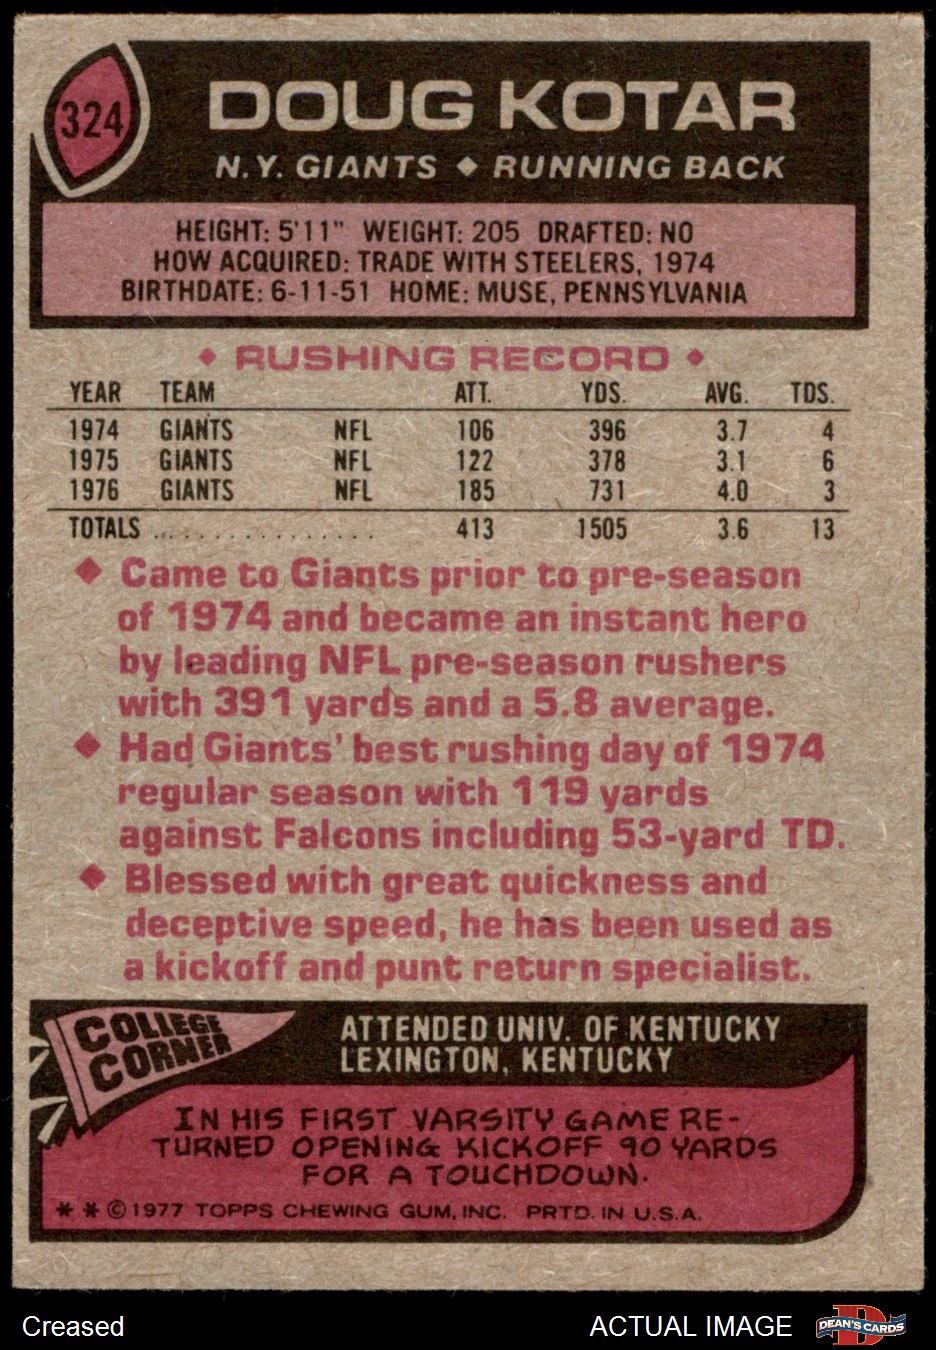 324
DOUG KOTAR
N.Y. GIANTS ◆ RUNNING BACK
HEIGHT: 5'11" WEIGHT: 205 DRAFTED: NO
HOW ACQUIRED: TRADE WITH STEELERS, 1974
BIRTHDATE: 6-11-51 HOME: MUSE, PENNSYLVANIA
◆ RUSHING RECORD ◆
YEAR TEAM ATT. YDS. AVG. TDS.
1974 GIANTS NFL 106 396 3.7 4
1975 GIANTS NFL 122 378 3.1 6
1976 GIANTS NFL 185 731 4.0 3
TOTALS ............... 413 1505 3.6 13
◆ Came to Giants prior to pre-season
of 1974 and became an instant hero
by leading NFL pre-season rushers
with 391 yards and a 5.8 average.
◆ Had Giants' best rushing day of 1974
regular season with 119 yards
against Falcons including 53-yard TD.
◆ Blessed with great quickness and
deceptive speed, he has been used as
a kickoff and punt return specialist.
COLLEGE
CORNER
ATTENDED UNIV. OF KENTUCKY
LEXINGTON, KENTUCKY
IN HIS FIRST VARSITY GAME RE-
TURNED OPENING KICKOFF 90 YARDS
FOR A TOUCHDOWN.
* * © 1977 TOPPS CHEWING GUM, INC. PRTD. IN U.S.A.
Creased
ACTUAL IMAGE
D
DEAN'S CARDS